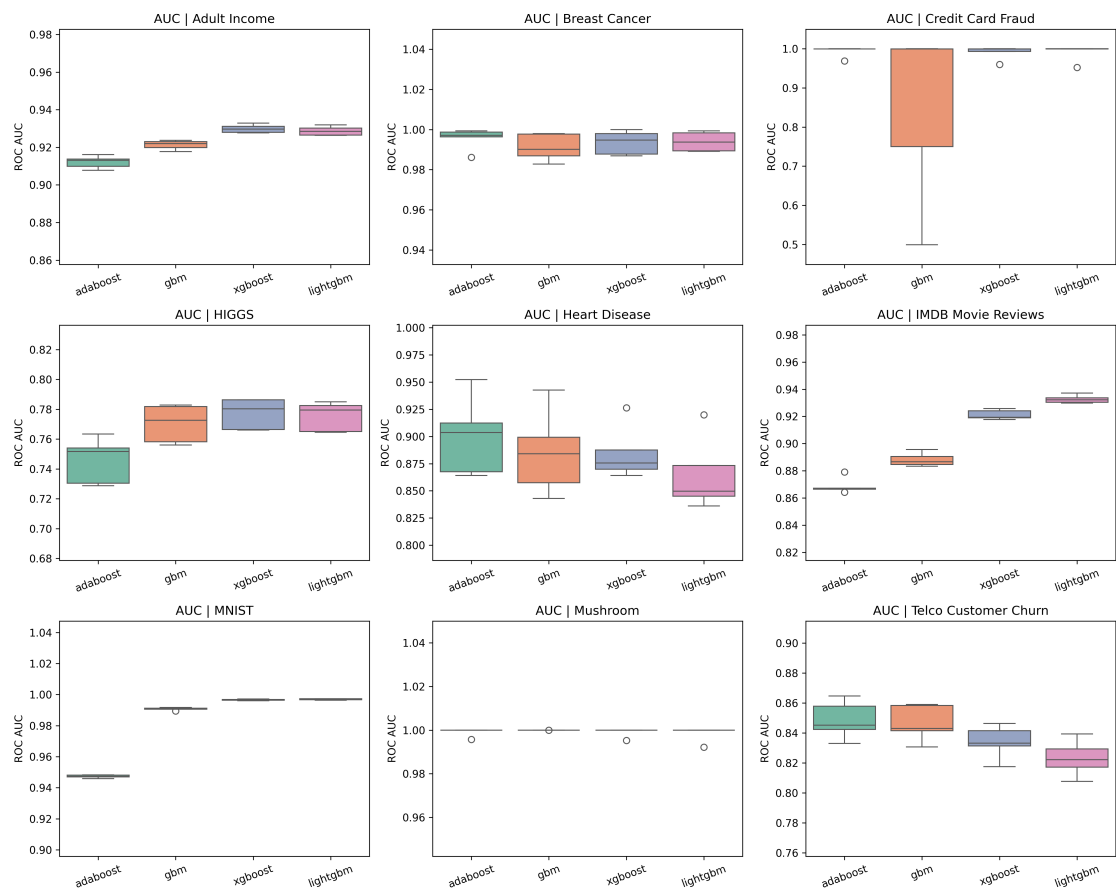 AUC | Adult Income
ROC AUC
0.98
0.96
0.94
0.92
0.90
0.88
0.86
adaboost
gbm
xgboost
lightgbm
AUC | Breast Cancer
ROC AUC
1.04
1.02
1.00
0.98
0.96
0.94
adaboost
gbm
xgboost
lightgbm
AUC | Credit Card Fraud
ROC AUC
1.0
0.9
0.8
0.7
0.6
0.5
adaboost
gbm
xgboost
lightgbm
AUC | HIGGS
ROC AUC
0.82
0.80
0.78
0.76
0.74
0.72
0.70
0.68
adaboost
gbm
xgboost
lightgbm
AUC | Heart Disease
ROC AUC
1.000
0.975
0.950
0.925
0.900
0.875
0.850
0.825
0.800
adaboost
gbm
xgboost
lightgbm
AUC | IMDB Movie Reviews
ROC AUC
0.98
0.96
0.94
0.92
0.90
0.88
0.86
0.84
0.82
adaboost
gbm
xgboost
lightgbm
AUC | MNIST
ROC AUC
1.04
1.02
1.00
0.98
0.96
0.94
0.92
0.90
adaboost
gbm
xgboost
lightgbm
AUC | Mushroom
ROC AUC
1.04
1.02
1.00
0.98
0.96
adaboost
gbm
xgboost
lightgbm
AUC | Telco Customer Churn
ROC AUC
0.90
0.88
0.86
0.84
0.82
0.80
0.78
0.76
adaboost
gbm
xgboost
lightgbm